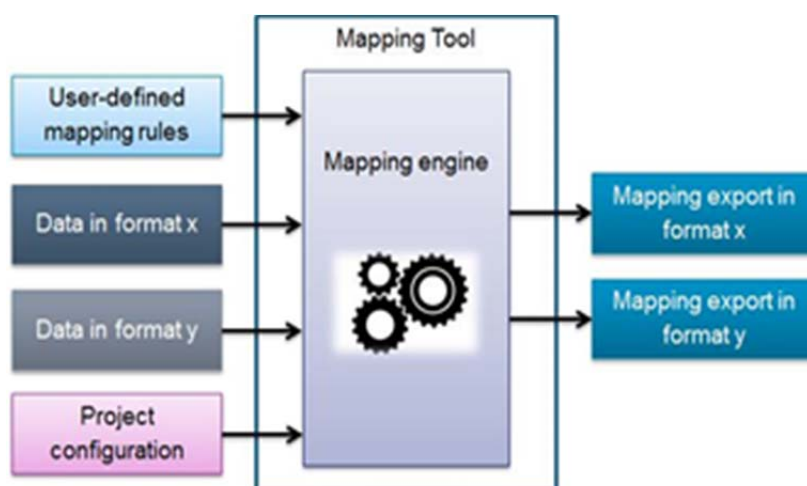 Mapping Tool
User-defined
mapping rules
Data in format x
Data in format y
Project
configuration
Mapping engine
Mapping export in
format x
Mapping export in
format y